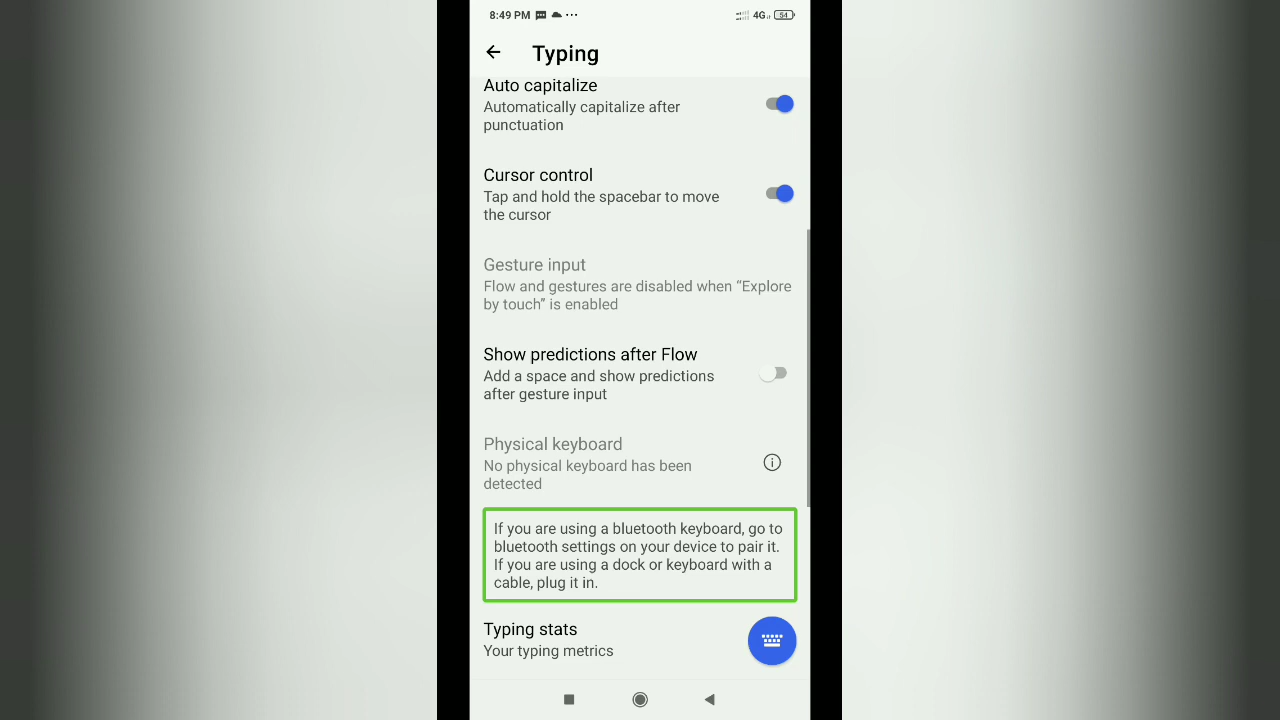 8:49 PM ... 4G 54
Typing
Auto capitalize
Automatically capitalize after
punctuation
Cursor control
Tap and hold the spacebar to move
the cursor
Gesture input
Flow and gestures are disabled when “Explore
by touch” is enabled
Show predictions after Flow
Add a space and show predictions
after gesture input
Physical keyboard
No physical keyboard has been
detected
If you are using a bluetooth keyboard, go to
bluetooth settings on your device to pair it.
If you are using a dock or keyboard with a
cable, plug it in.
Typing stats
Your typing metrics